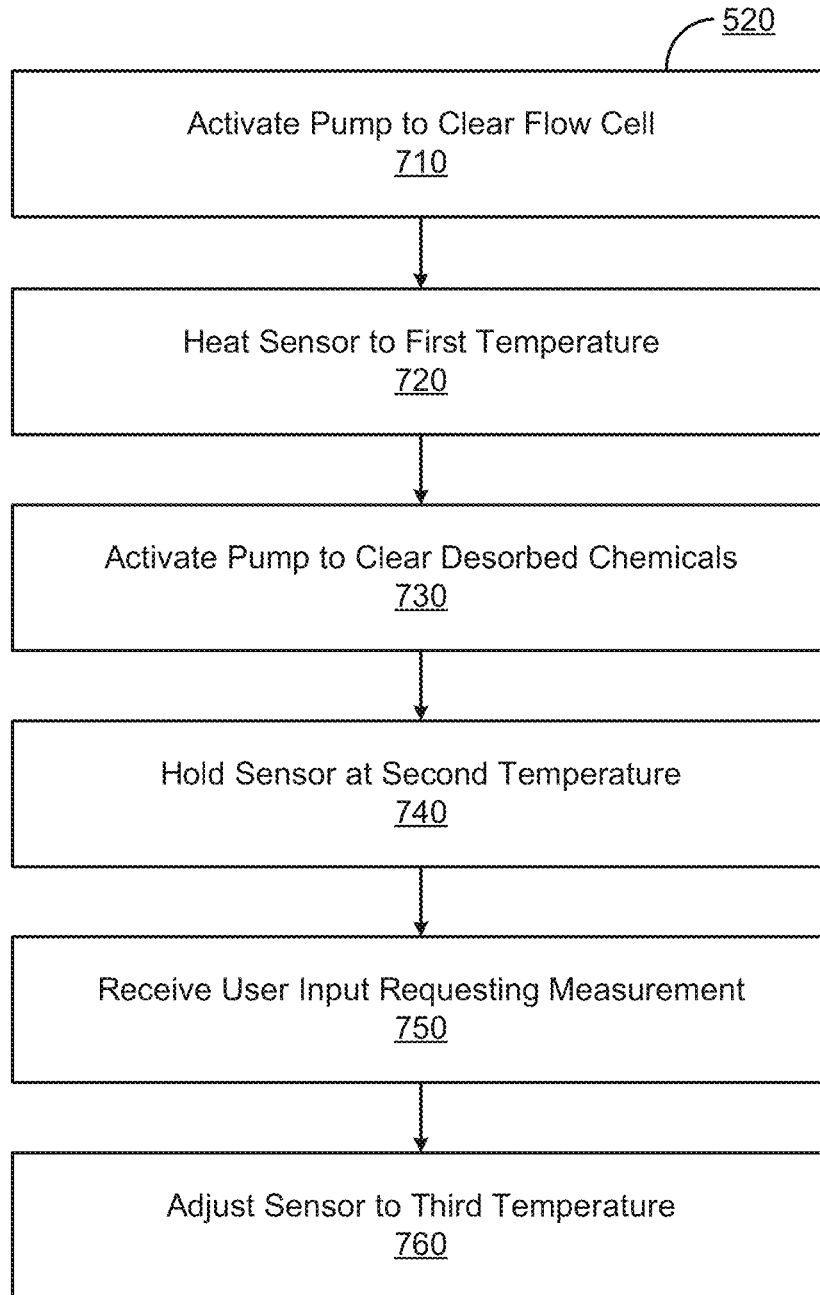 520
Activate Pump to Clear Flow Cell
710
Heat Sensor to First Temperature
720
Activate Pump to Clear Desorbed Chemicals
730
Hold Sensor at Second Temperature
740
Receive User Input Requesting Measurement
750
Adjust Sensor to Third Temperature
760